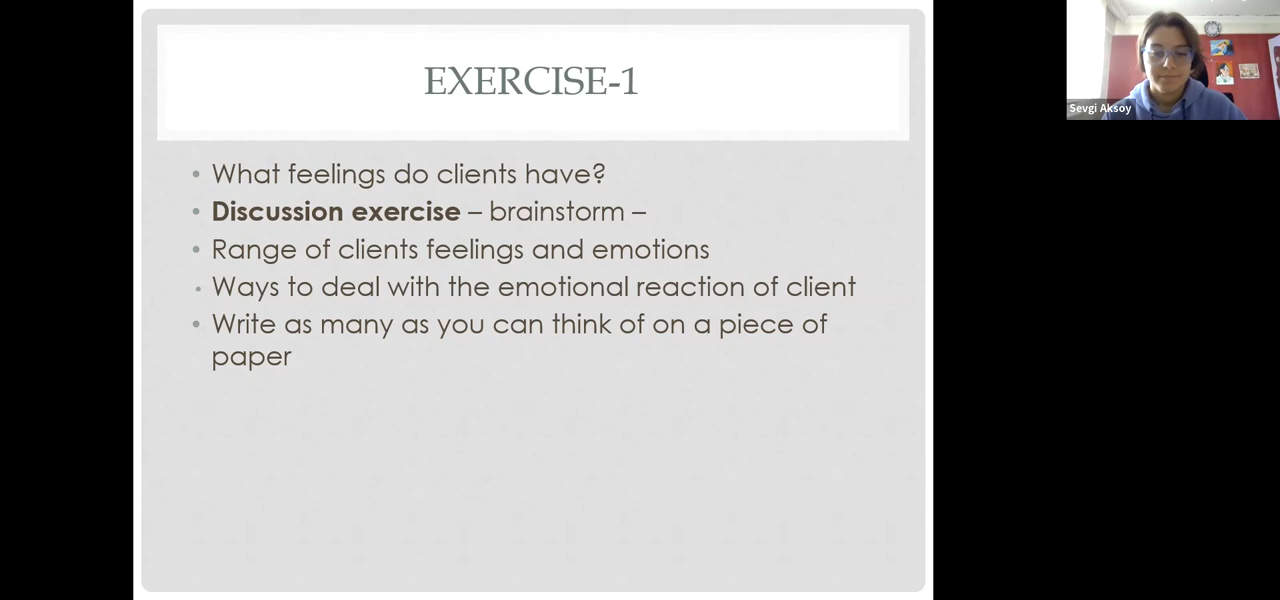 EXERCISE-1
What feelings do clients have?
Discussion exercise – brainstorm –
Range of clients feelings and emotions
Ways to deal with the emotional reaction of client
Write as many as you can think of on a piece of
paper
Sevgi Aksoy